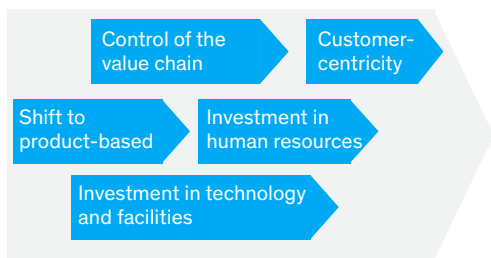 Control of the
value chain
Customer-
centricity
Shift to
product-based
Investment in
human resources
Investment in technology
and facilities